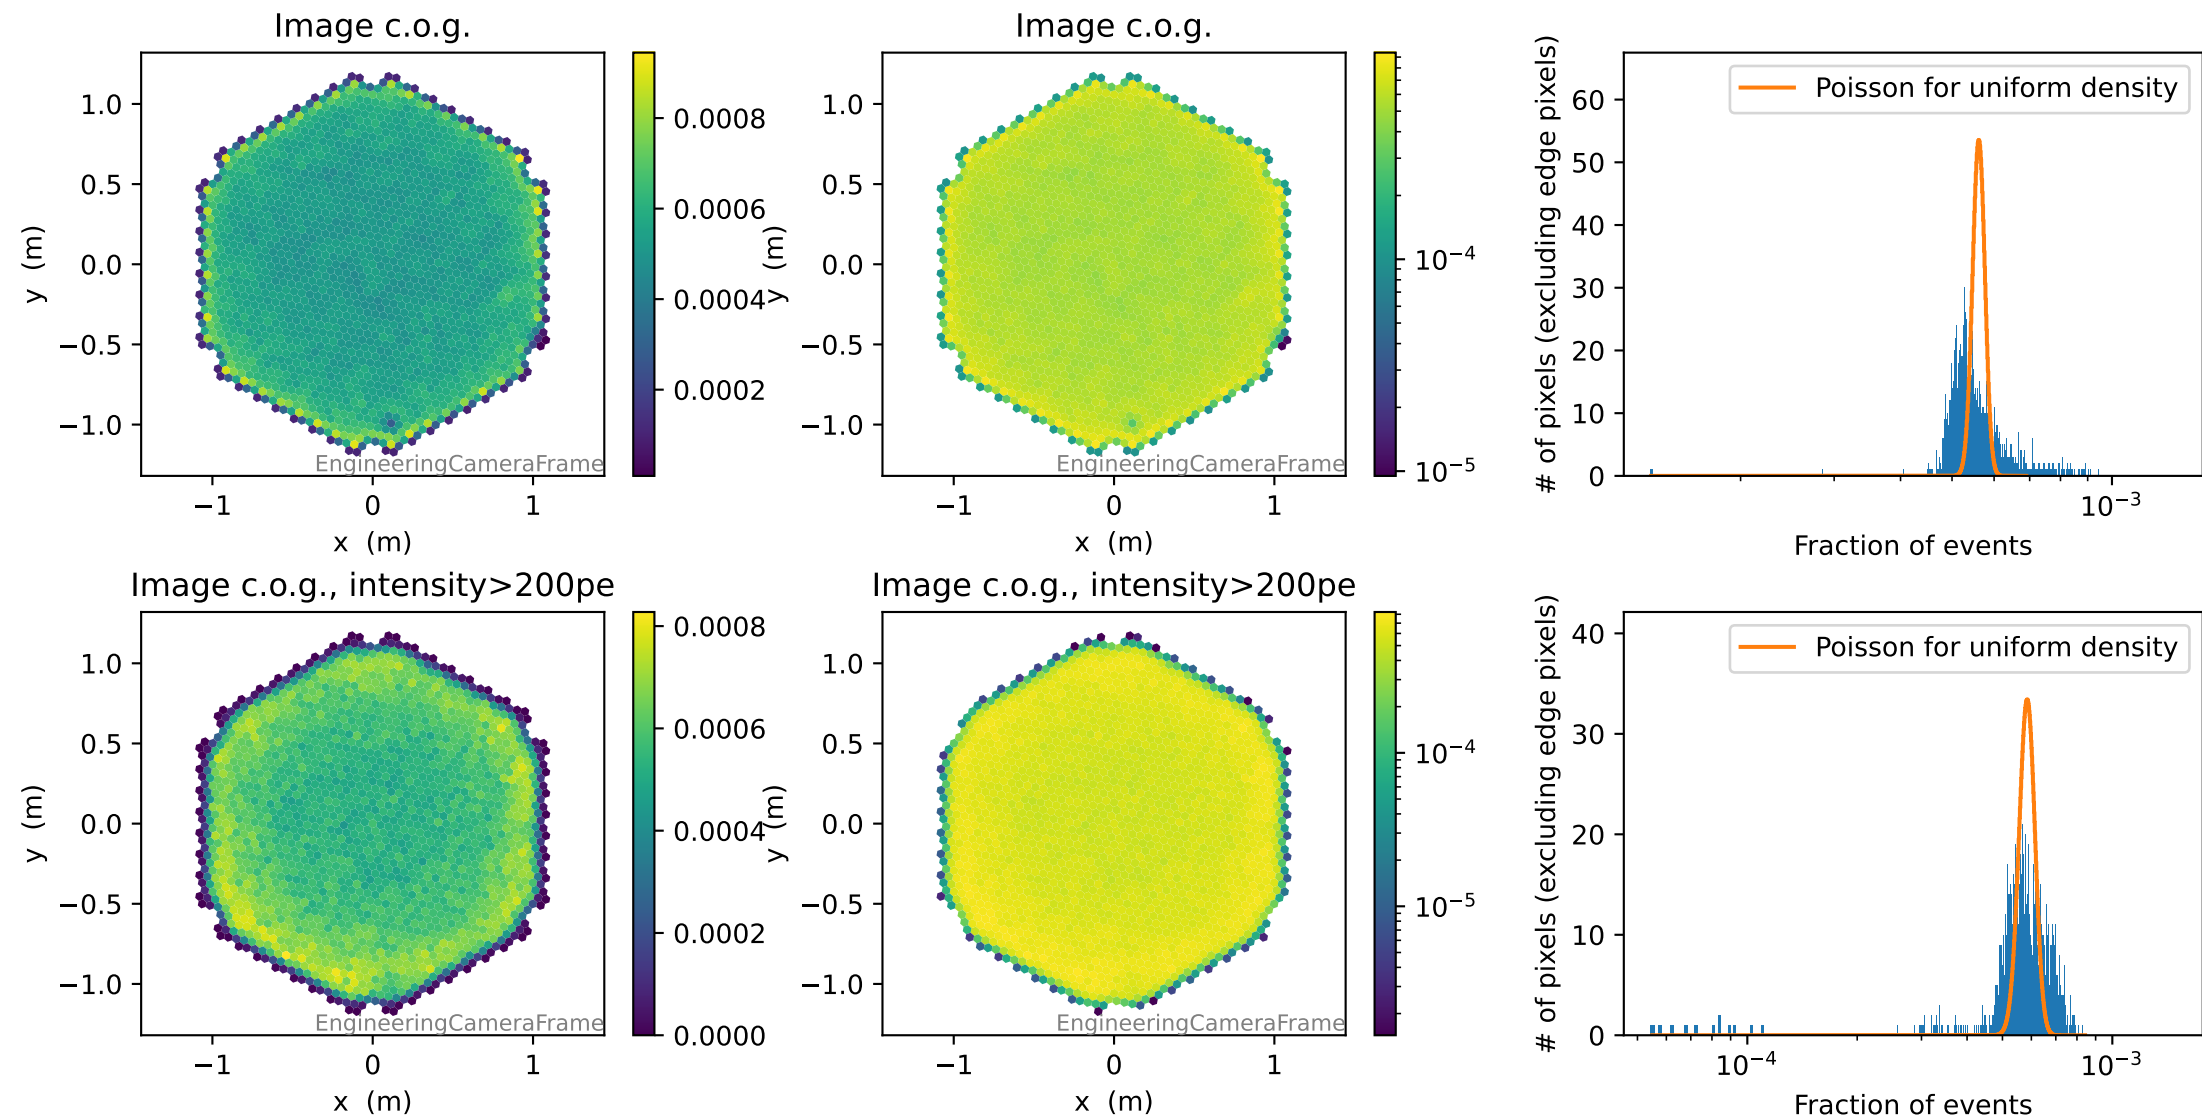 Image c.o.g.
1.0
0.5
0.0
−0.5
−1.0
y (m)
−1 0 1
x (m)
EngineeringCameraFrame
0.0008
0.0006
0.0004
0.0002
Image c.o.g.
1.0
0.5
0.0
−0.5
−1.0
y (m)
−1 0 1
x (m)
EngineeringCameraFrame
10−4
10−5
# of pixels (excluding edge pixels)
60
50
40
30
20
10
0
Poisson for uniform density
10−3
Fraction of events
Image c.o.g., intensity>200pe
1.0
0.5
0.0
−0.5
−1.0
y (m)
−1 0 1
x (m)
EngineeringCameraFrame
0.0008
0.0006
0.0004
0.0002
0.0000
Image c.o.g., intensity>200pe
1.0
0.5
0.0
−0.5
−1.0
y (m)
−1 0 1
x (m)
EngineeringCameraFrame
10−4
10−5
# of pixels (excluding edge pixels)
40
30
20
10
0
Poisson for uniform density
10−4 10−3
Fraction of events